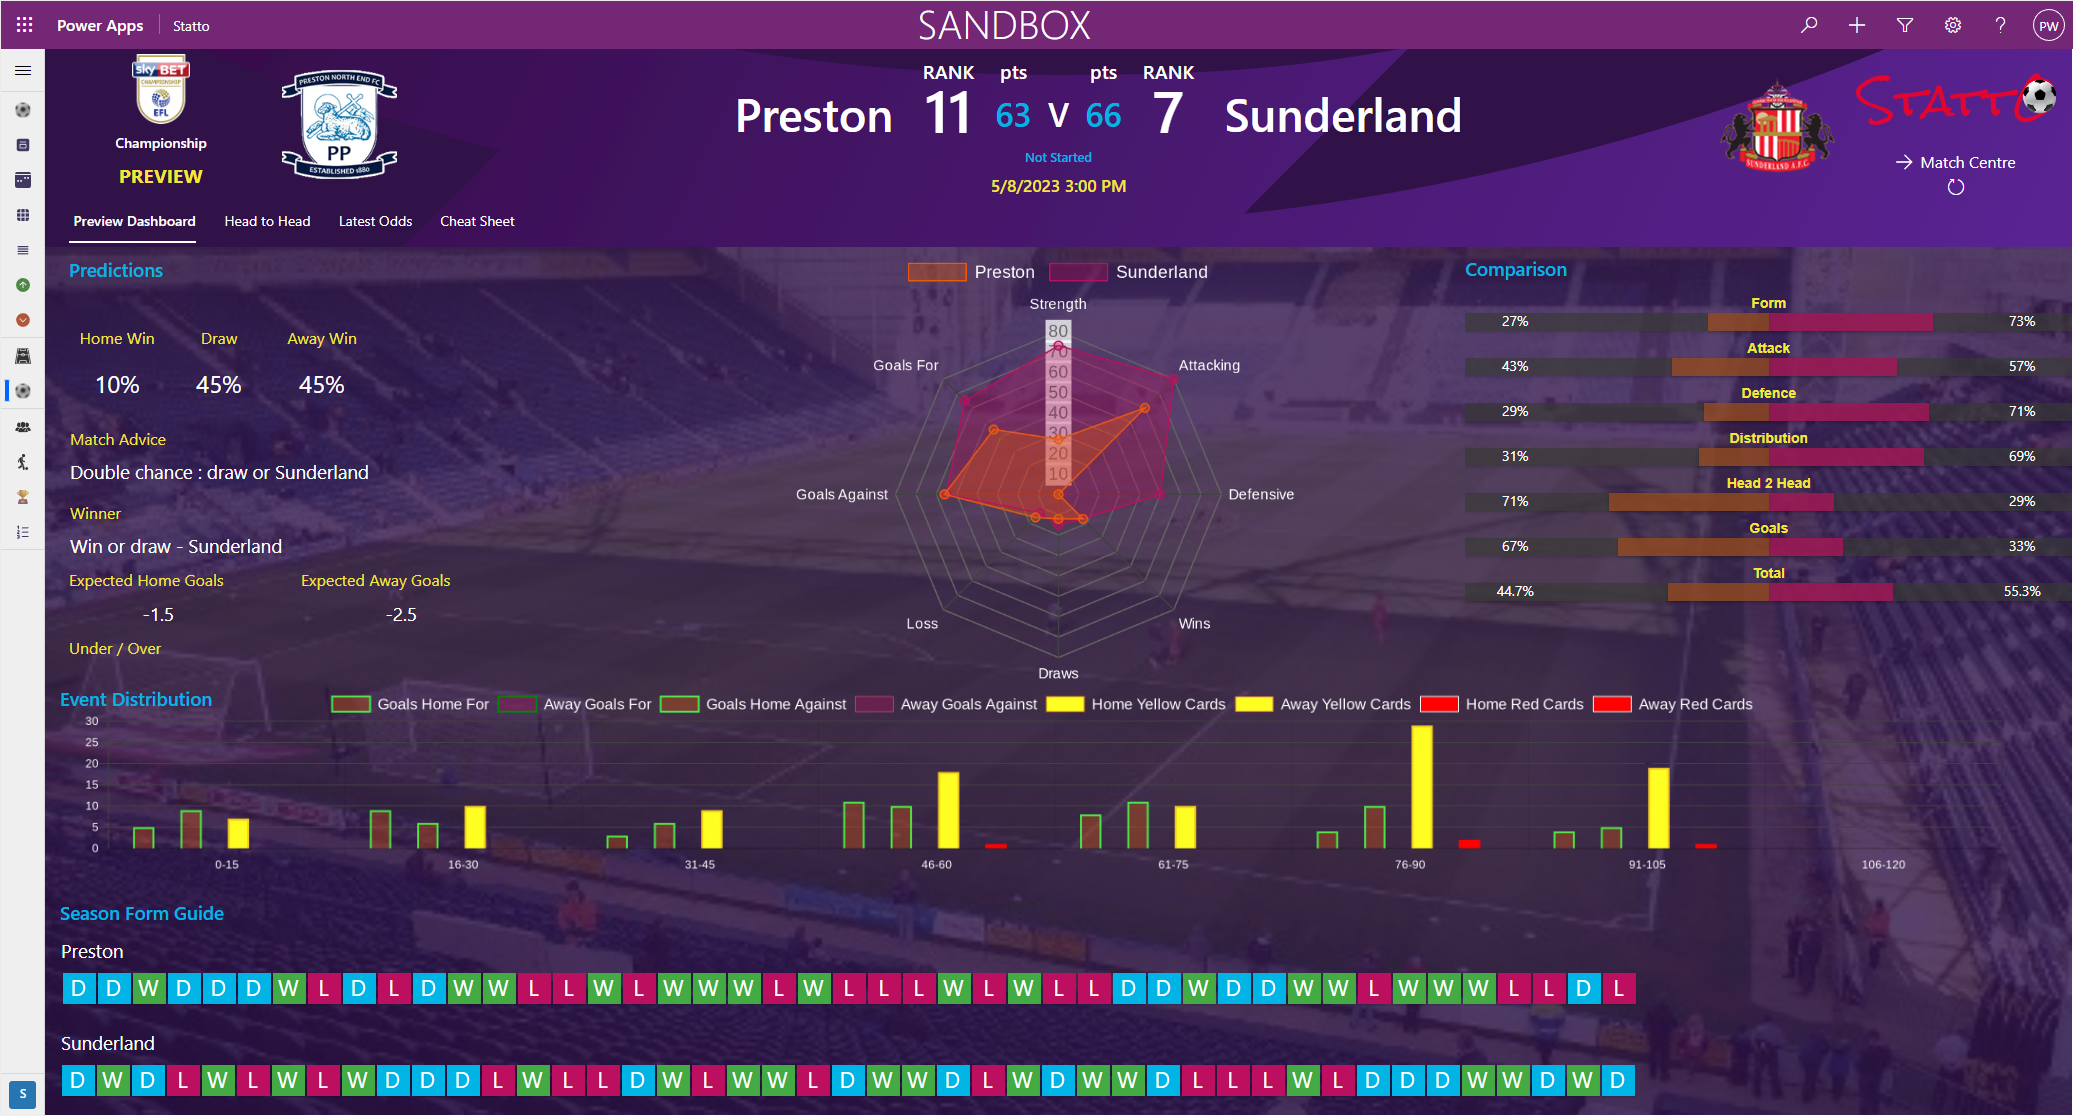 Power Apps Statto SANDBOX PW
sky BET
CHAMPIONSHIP
EFL
Championship
PREVIEW
PRESTON NORTH END FC
PP
ESTABLISHED 1880
RANK pts pts RANK
Preston 11 63 V 66 7 Sunderland
Not Started
5/8/2023 3:00 PM
SUNDERLAND A.F.C.
STATTO
Match Centre
Preview Dashboard Head to Head Latest Odds Cheat Sheet
Predictions
Home Win Draw Away Win
10% 45% 45%
Match Advice
Double chance : draw or Sunderland
Winner
Win or draw - Sunderland
Expected Home Goals Expected Away Goals
-1.5 -2.5
Under / Over
Preston Sunderland
Strength
80
70
60
50
40
30
20
10
Goals For Attacking
Goals Against Defensive
Loss Wins
Draws
Comparison
Form
27% 73%
Attack
43% 57%
Defence
29% 71%
Distribution
31% 69%
Head 2 Head
71% 29%
Goals
67% 33%
Total
44.7% 55.3%
Event Distribution
Goals Home For Away Goals For Goals Home Against Away Goals Against Home Yellow Cards Away Yellow Cards Home Red Cards Away Red Cards
30
25
20
15
10
5
0
0-15 16-30 31-45 46-60 61-75 76-90 91-105 106-120
Season Form Guide
Preston
D D W D D D W L D L D W W L L W L W W W L W L L L W L W L L D D W D D W W L W W W L L D L
Sunderland
D W D L W L W L W D D D L W L L D W L W W L D W W D L W D W W D L L L W L D D D W W D W D
S